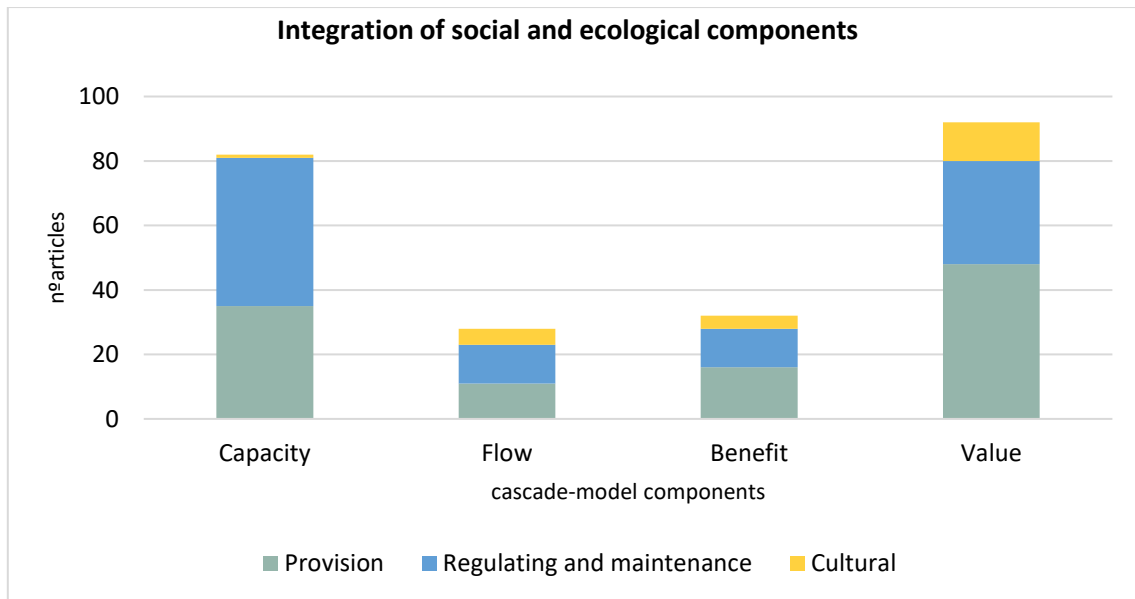 Integration of social and ecological components
100
80
60
40
20
0
nºarticles
Capacity Flow Benefit Value
cascade-model components
Provision Regulating and maintenance Cultural